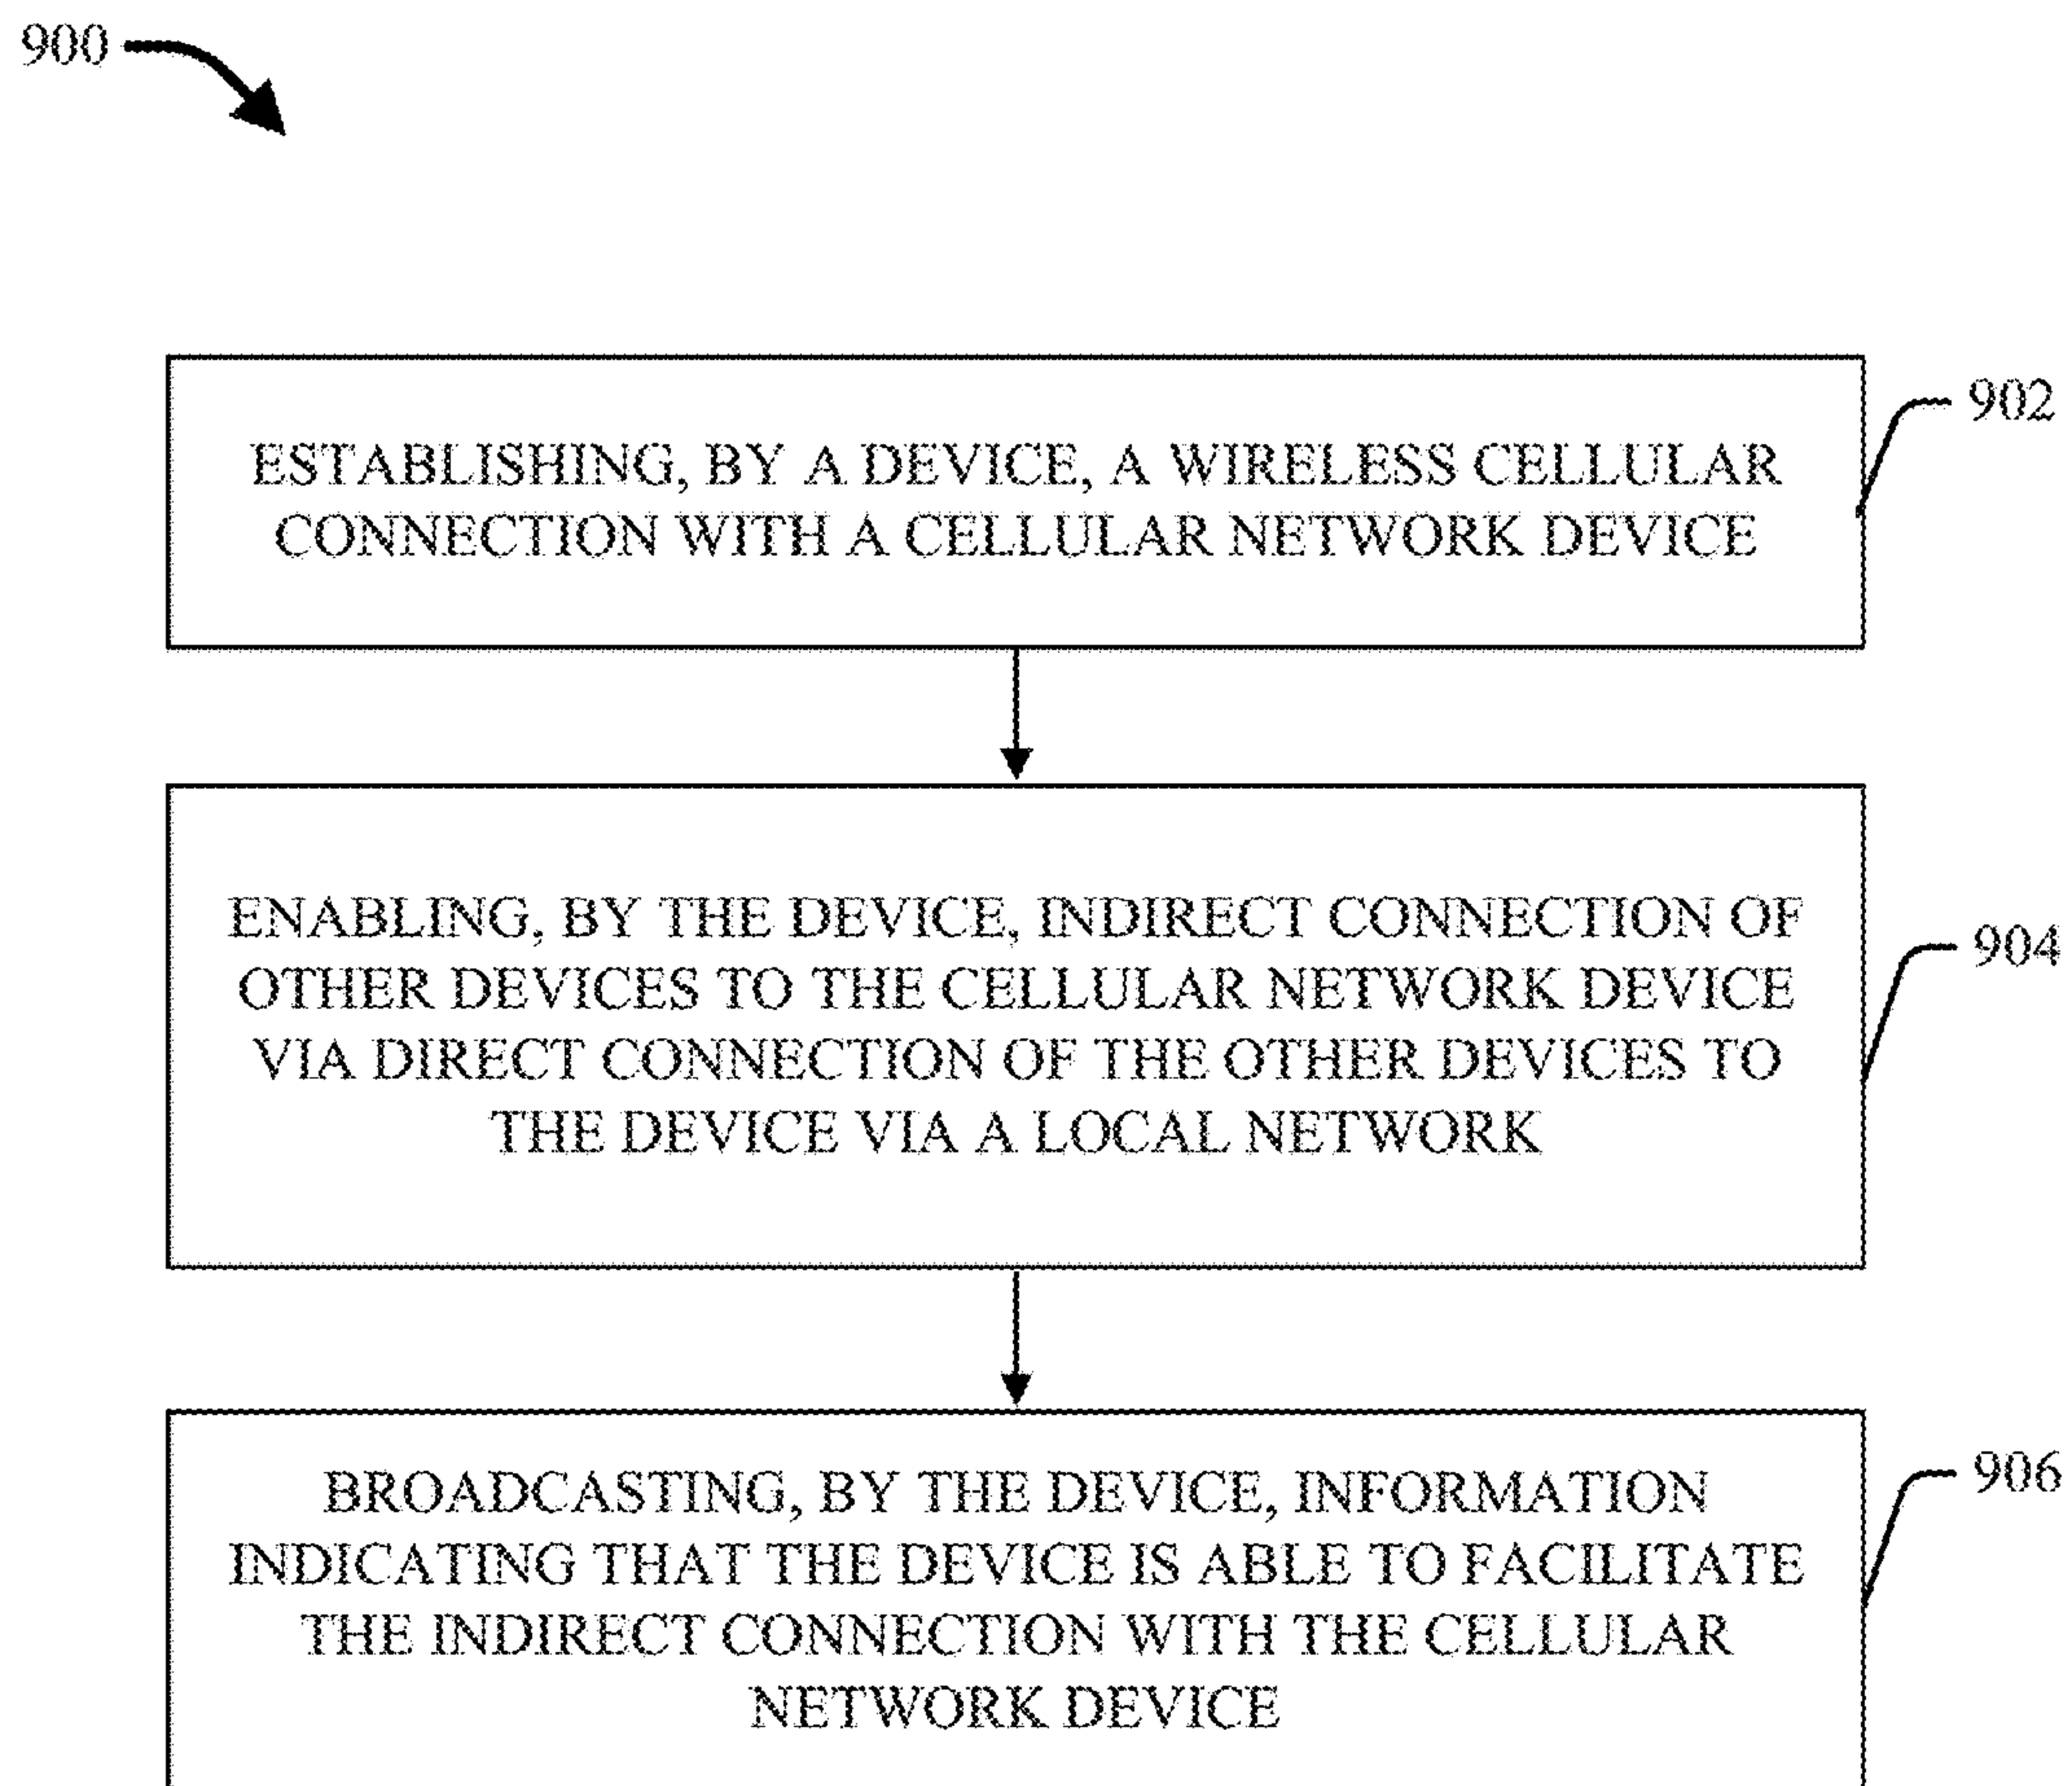 900
ESTABLISHING, BY A DEVICE, A WIRELESS CELLULAR
CONNECTION WITH A CELLULAR NETWORK DEVICE
902
ENABLING, BY THE DEVICE, INDIRECT CONNECTION OF
OTHER DEVICES TO THE CELLULAR NETWORK DEVICE
VIA DIRECT CONNECTION OF THE OTHER DEVICES TO
THE DEVICE VIA A LOCAL NETWORK
904
BROADCASTING, BY THE DEVICE, INFORMATION
INDICATING THAT THE DEVICE IS ABLE TO FACILITATE
THE INDIRECT CONNECTION WITH THE CELLULAR
NETWORK DEVICE
906